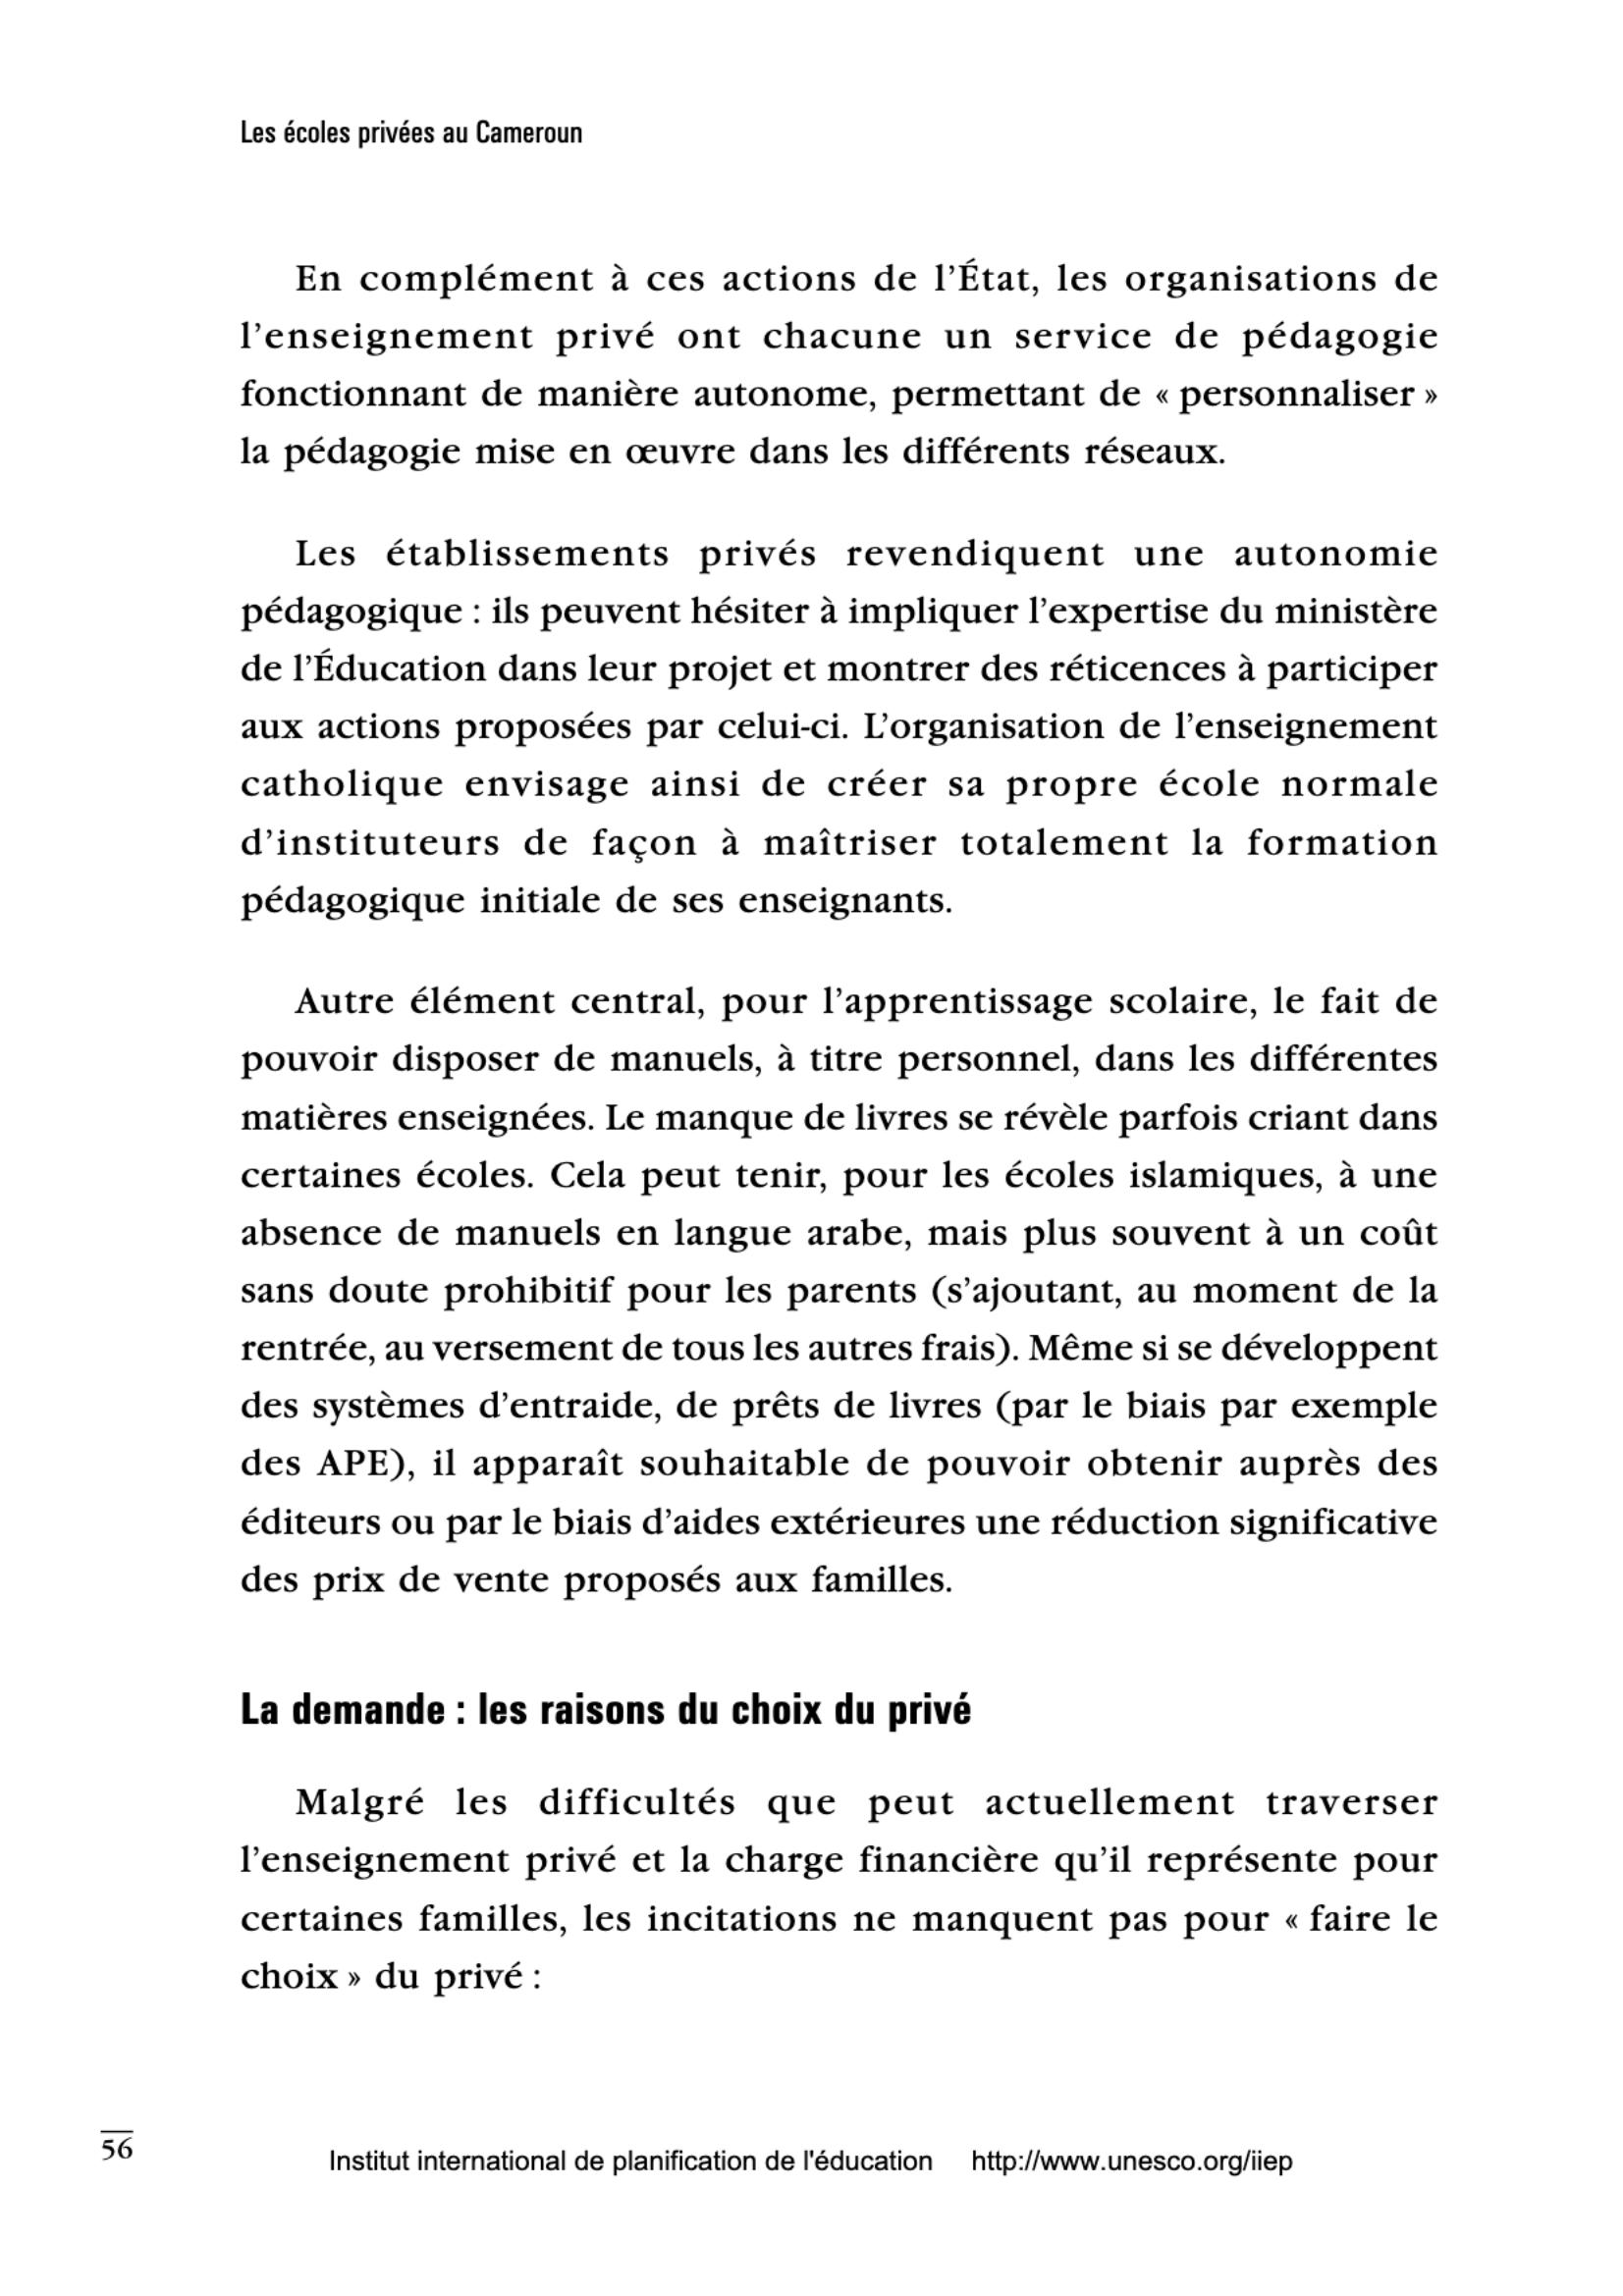 Les écoles privées au Cameroun
En complément à ces actions de l’État, les organisations de
l’enseignement privé ont chacune un service de pédagogie
fonctionnant de manière autonome, permettant de « personnaliser »
la pédagogie mise en œuvre dans les différents réseaux.
Les établissements privés revendiquent une autonomie
pédagogique : ils peuvent hésiter à impliquer l’expertise du ministère
de l’Éducation dans leur projet et montrer des réticences à participer
aux actions proposées par celui-ci. L’organisation de l’enseignement
catholique envisage ainsi de créer sa propre école normale
d’instituteurs de façon à maîtriser totalement la formation
pédagogique initiale de ses enseignants.
Autre élément central, pour l’apprentissage scolaire, le fait de
pouvoir disposer de manuels, à titre personnel, dans les différentes
matières enseignées. Le manque de livres se révèle parfois criant dans
certaines écoles. Cela peut tenir, pour les écoles islamiques, à une
absence de manuels en langue arabe, mais plus souvent à un coût
sans doute prohibitif pour les parents (s’ajoutant, au moment de la
rentrée, au versement de tous les autres frais). Même si se développent
des systèmes d’entraide, de prêts de livres (par le biais par exemple
des APE), il apparaît souhaitable de pouvoir obtenir auprès des
éditeurs ou par le biais d’aides extérieures une réduction significative
des prix de vente proposés aux familles.
La demande : les raisons du choix du privé
Malgré les difficultés que peut actuellement traverser
l’enseignement privé et la charge financière qu’il représente pour
certaines familles, les incitations ne manquent pas pour « faire le
choix » du privé :
56
Institut international de planification de l'éducation http://www.unesco.org/iiep